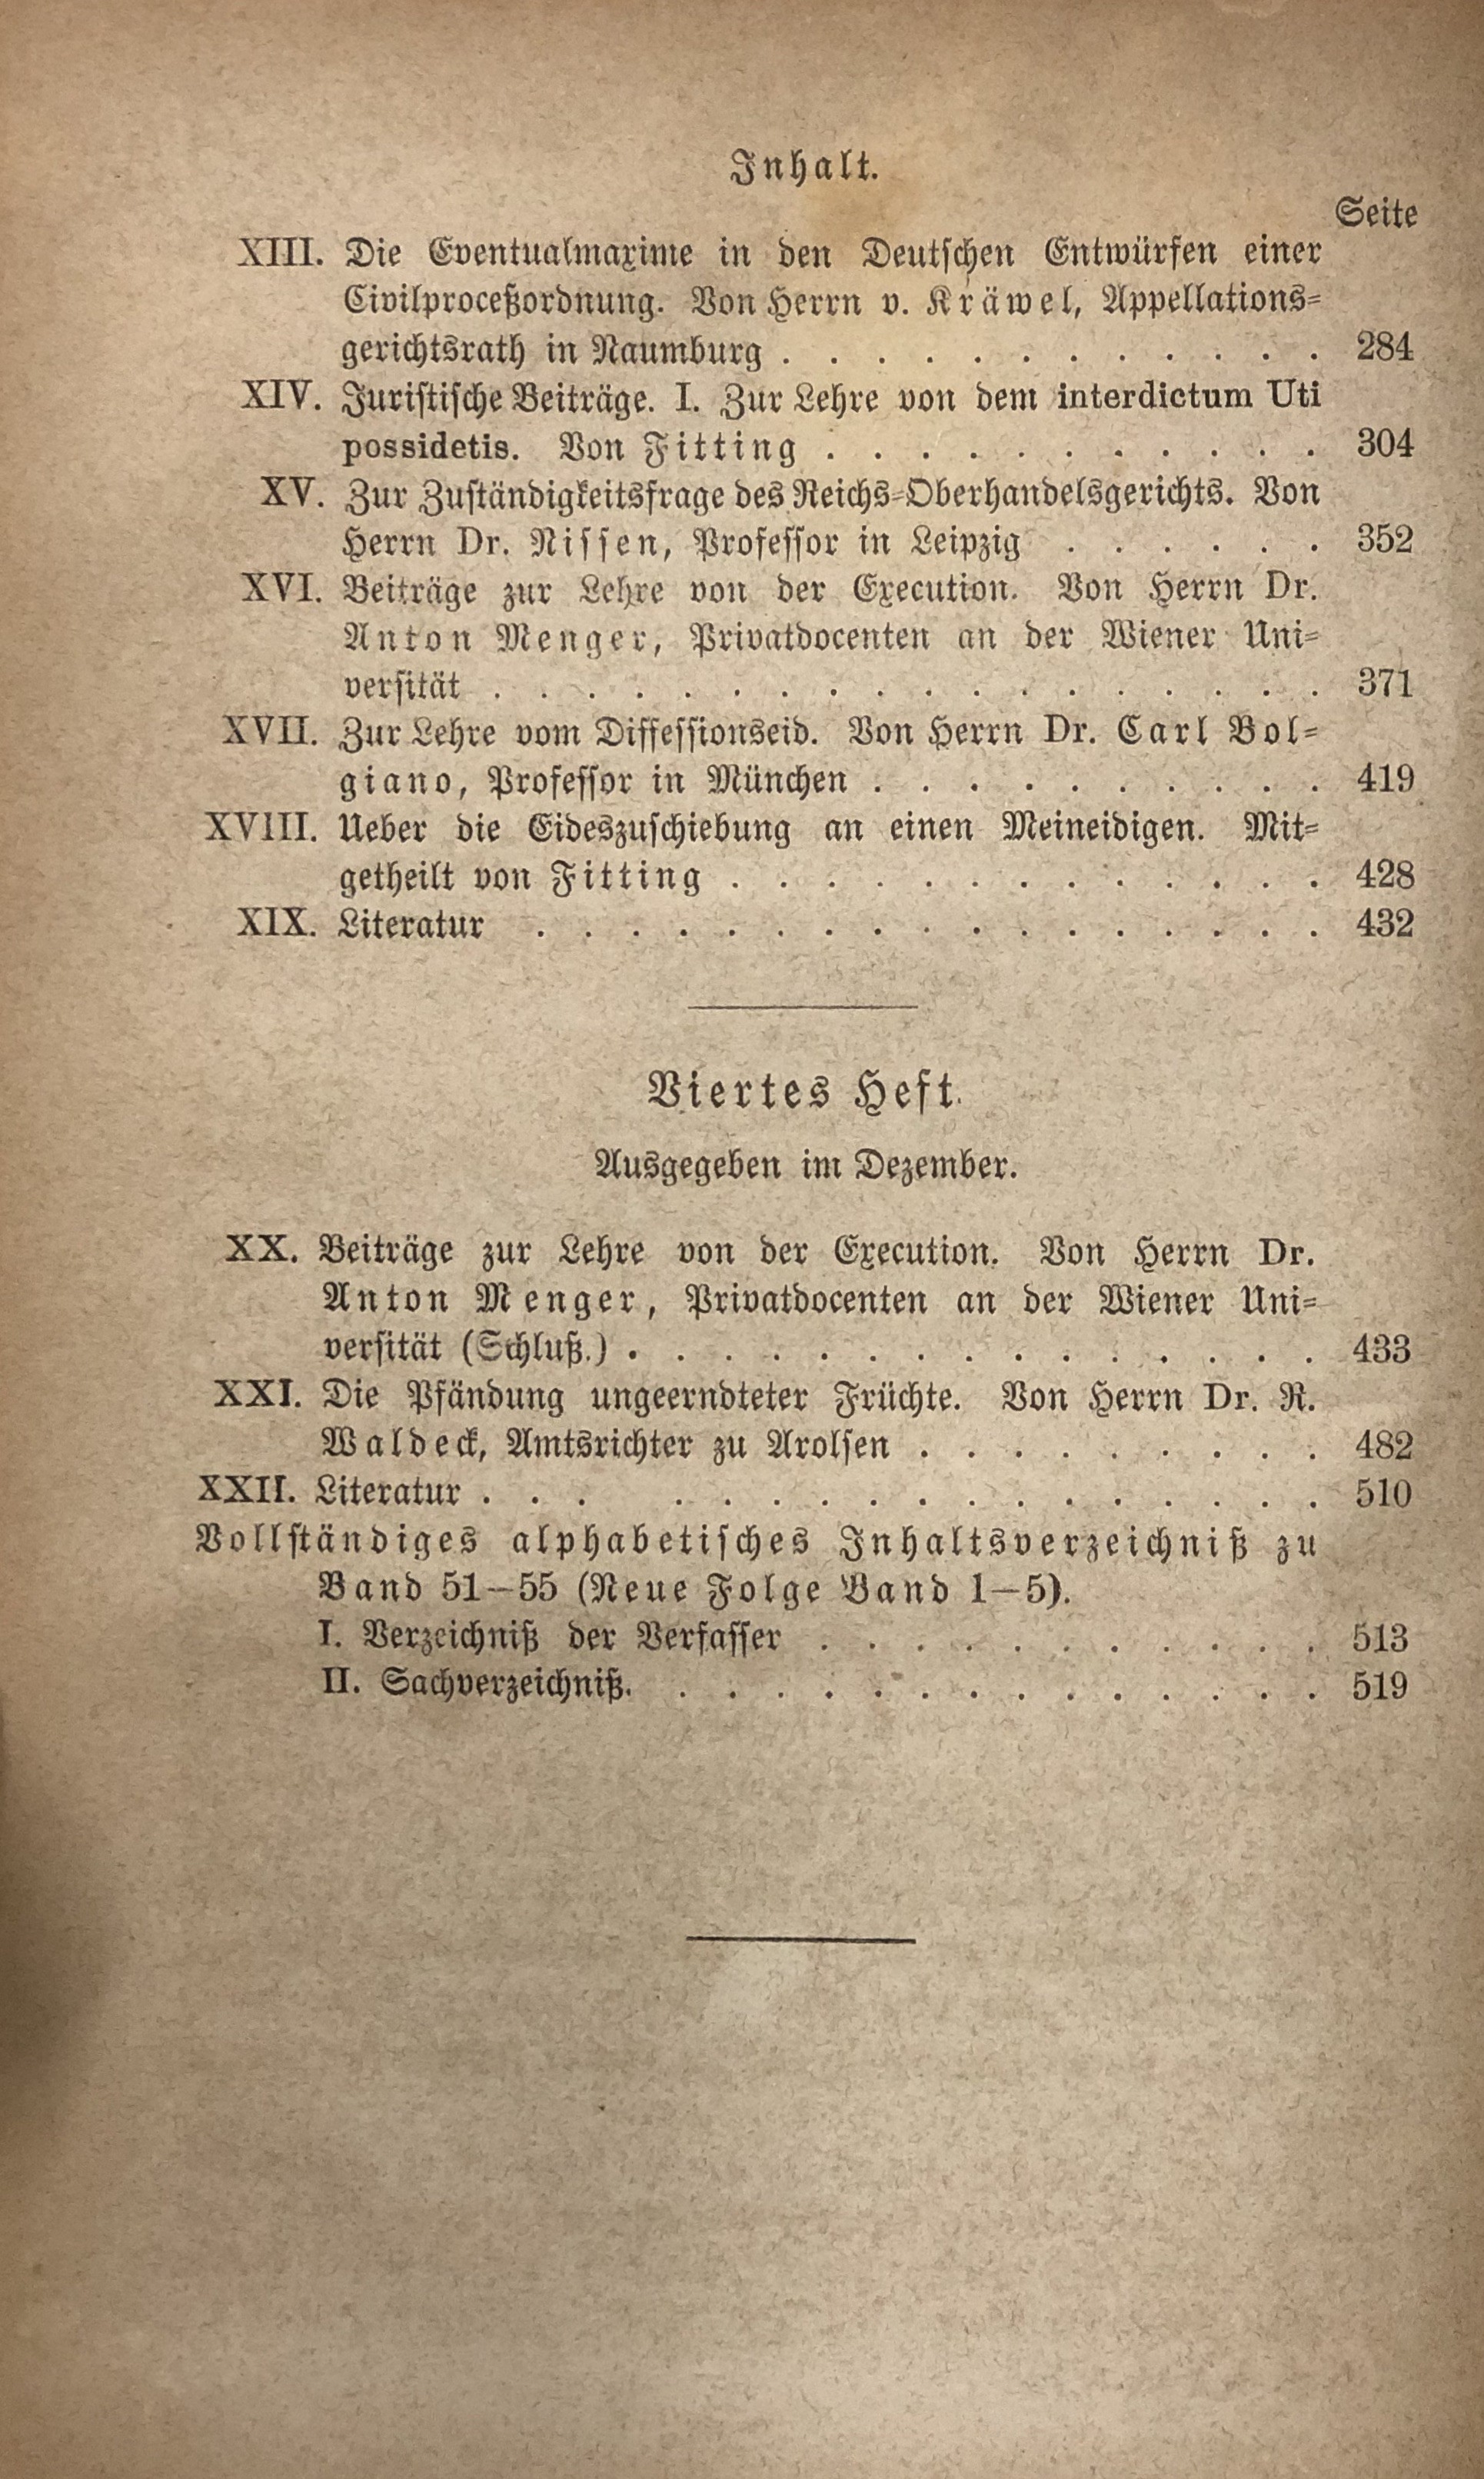 Inhalt.
Seite
XIII. Die Eventualmaxime in den Deutschen Entwürfen einer
Civilproceßordnung. Von Herrn v. Kräwel, Appellations-
gerichtsrath in Naumburg . . . . . . . . . . . . 284
XIV. Juristische Beiträge. I. Zur Lehre von dem interdictum Uti
possidetis. Von Fitting . . . . . . . . . . . 304
XV. Zur Zuständigkeitsfrage des Reichs-Oberhandelsgerichts. Von
Herrn Dr. Nissen, Professor in Leipzig . . . . . . 352
XVI. Beiträge zur Lehre von der Execution. Von Herrn Dr.
Anton Menger, Privatdocenten an der Wiener Uni-
versität . . . . . . . . . . . . . . . . . . 371
XVII. Zur Lehre vom Diffessionseid. Von Herrn Dr. Carl Bol-
giano, Professor in München . . . . . . . . . . 419
XVIII. Ueber die Eideszuschiebung an einen Meineidigen. Mit-
getheilt von Fitting . . . . . . . . . . . . . 428
XIX. Literatur . . . . . . . . . . . . . . . . . 432
Viertes Heft.
Ausgegeben im Dezember.
XX. Beiträge zur Lehre von der Execution. Von Herrn Dr.
Anton Menger, Privatdocenten an der Wiener Uni-
versität (Schluß.) . . . . . . . . . . . . . . . 433
XXI. Die Pfändung ungeerndteter Früchte. Von Herrn Dr. R.
Waldeck, Amtsrichter zu Arolsen . . . . . . . . . 482
XXII. Literatur . . . . . . . . . . . . . . . . . 510
Vollständiges alphabetisches Inhaltsverzeichniß zu
Band 51—55 (Neue Folge Band 1—5).
I. Verzeichniß der Verfasser . . . . . . . . . . . 513
II. Sachverzeichniß. . . . . . . . . . . . . . . 519